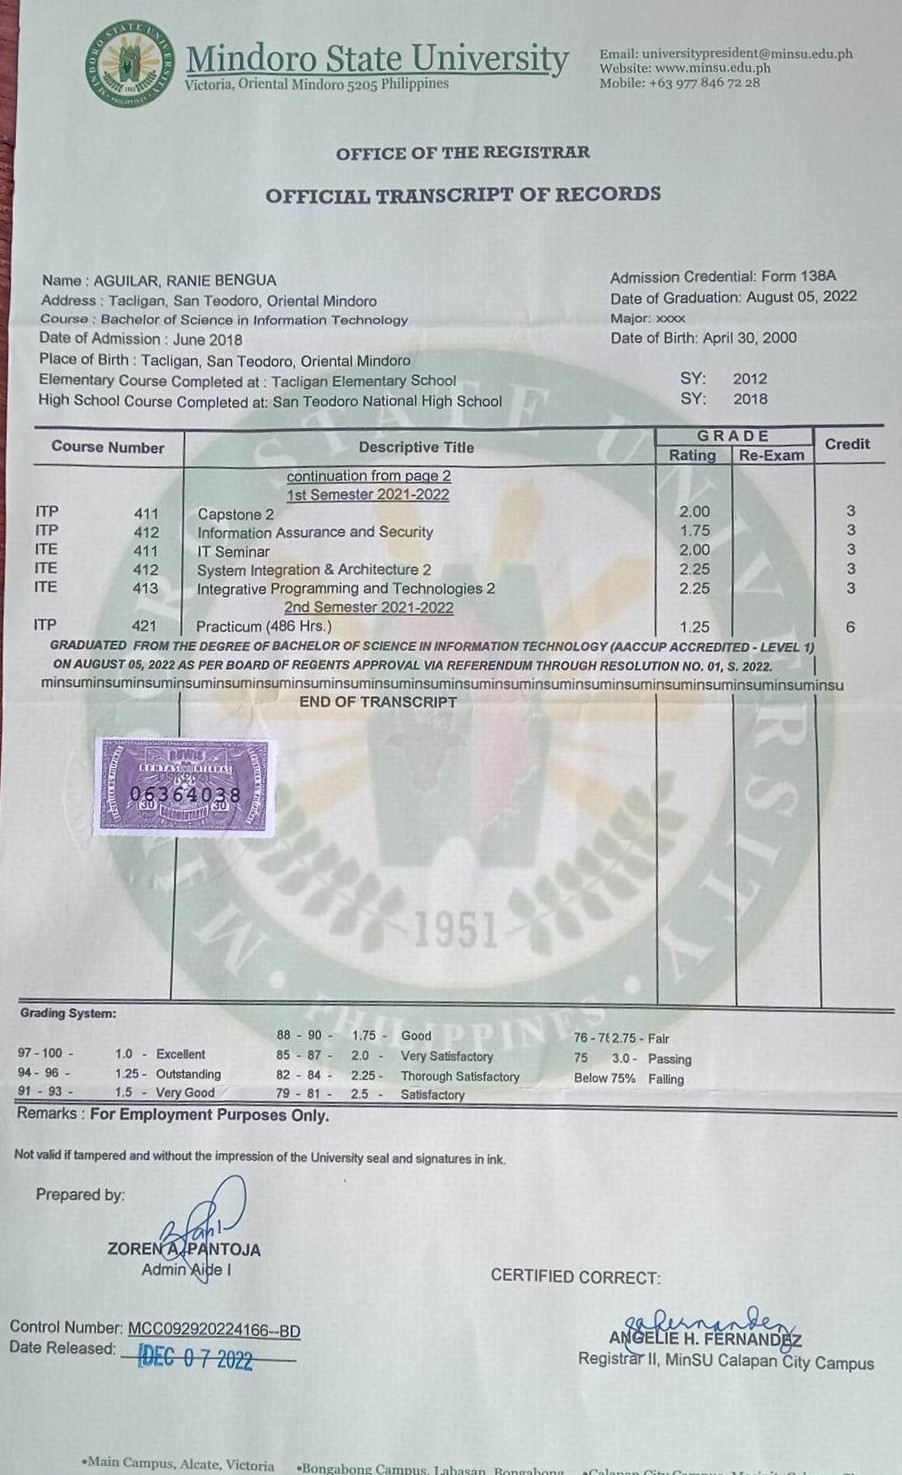 Mindoro State University
Victoria, Oriental Mindoro 5205 Philippines
Email: universitypresident@minsu.edu.ph
Website: www.minsu.edu.ph
Mobile: +63 977 846 72 28
OFFICE OF THE REGISTRAR
OFFICIAL TRANSCRIPT OF RECORDS
Name : AGUILAR, RANIE BENGUA
Address : Tacligan, San Teodoro, Oriental Mindoro
Course : Bachelor of Science in Information Technology
Date of Admission : June 2018
Place of Birth : Tacligan, San Teodoro, Oriental Mindoro
Elementary Course Completed at : Tacligan Elementary School
High School Course Completed at: San Teodoro National High School
Admission Credential: Form 138A
Date of Graduation: August 05, 2022
Major: xxxx
Date of Birth: April 30, 2000
SY: 2012
SY: 2018
Course Number Descriptive Title GRADE Credit
Rating Re-Exam
continuation from page 2
1st Semester 2021-2022
ITP 411 Capstone 2 2.00 3
ITP 412 Information Assurance and Security 1.75 3
ITE 411 IT Seminar 2.00 3
ITE 412 System Integration & Architecture 2 2.25 3
ITE 413 Integrative Programming and Technologies 2 2.25 3
2nd Semester 2021-2022
ITP 421 Practicum (486 Hrs.) 1.25 6
GRADUATED FROM THE DEGREE OF BACHELOR OF SCIENCE IN INFORMATION TECHNOLOGY (AACCUP ACCREDITED - LEVEL 1)
ON AUGUST 05, 2022 AS PER BOARD OF REGENTS APPROVAL VIA REFERENDUM THROUGH RESOLUTION NO. 01, S. 2022.
minsuminsuminsuminsuminsuminsuminsuminsuminsuminsuminsuminsuminsuminsuminsuminsuminsuminsuminsu
END OF TRANSCRIPT
06364038
30 30
1951
Grading System:
97 - 100 - 1.0 - Excellent
94 - 96 - 1.25 - Outstanding
91 - 93 - 1.5 - Very Good
88 - 90 - 1.75 - Good
85 - 87 - 2.0 - Very Satisfactory
82 - 84 - 2.25 - Thorough Satisfactory
79 - 81 - 2.5 - Satisfactory
76 - 78 2.75 - Fair
75 3.0 - Passing
Below 75% Failing
Remarks : For Employment Purposes Only.
Not valid if tampered and without the impression of the University seal and signatures in ink.
Prepared by:
ZOREN A. PANTOJA
Admin Aide I
CERTIFIED CORRECT:
ANGELIE H. FERNANDEZ
Registrar II, MinSU Calapan City Campus
Control Number: MCC092920224166--BD
Date Released: DEC 07 2022
•Main Campus, Alcate, Victoria •Bongabong Campus, Labasan, Bongabong •Calapan City Campus